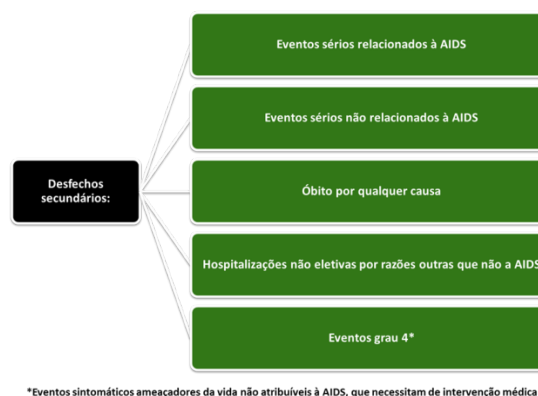 Eventos sérios relacionados à AIDS
Eventos sérios não relacionados à AIDS
Desfechos
secundários:
Óbito por qualquer causa
Hospitalizações não eletivas por razões outras que não a AIDS
Eventos grau 4*
*Eventos sintomáticos ameaçadores da vida não atribuíveis à AIDS, que necessitam de intervenção médica